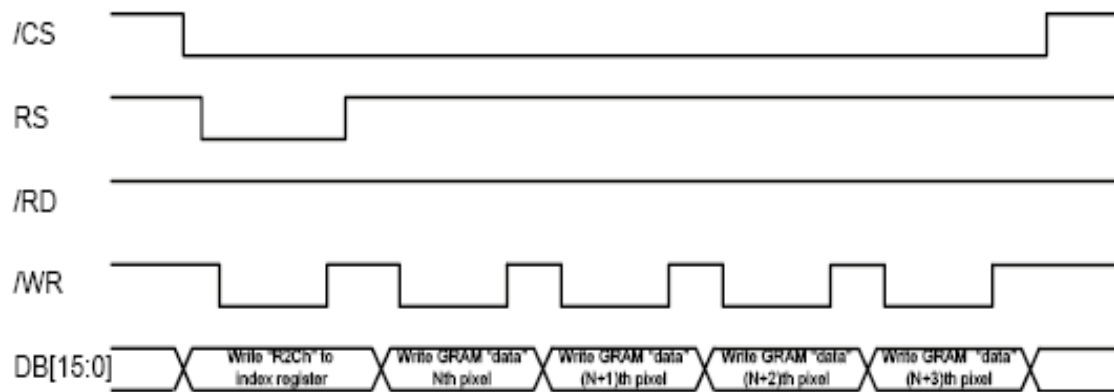 /CS
RS
/RD
/WR
DB[15:0]
Write "R2Ch" to
index register
Write GRAM "data"
Nth pixel
Write GRAM "data"
(N+1)th pixel
Write GRAM "data"
(N+2)th pixel
Write GRAM "data"
(N+3)th pixel